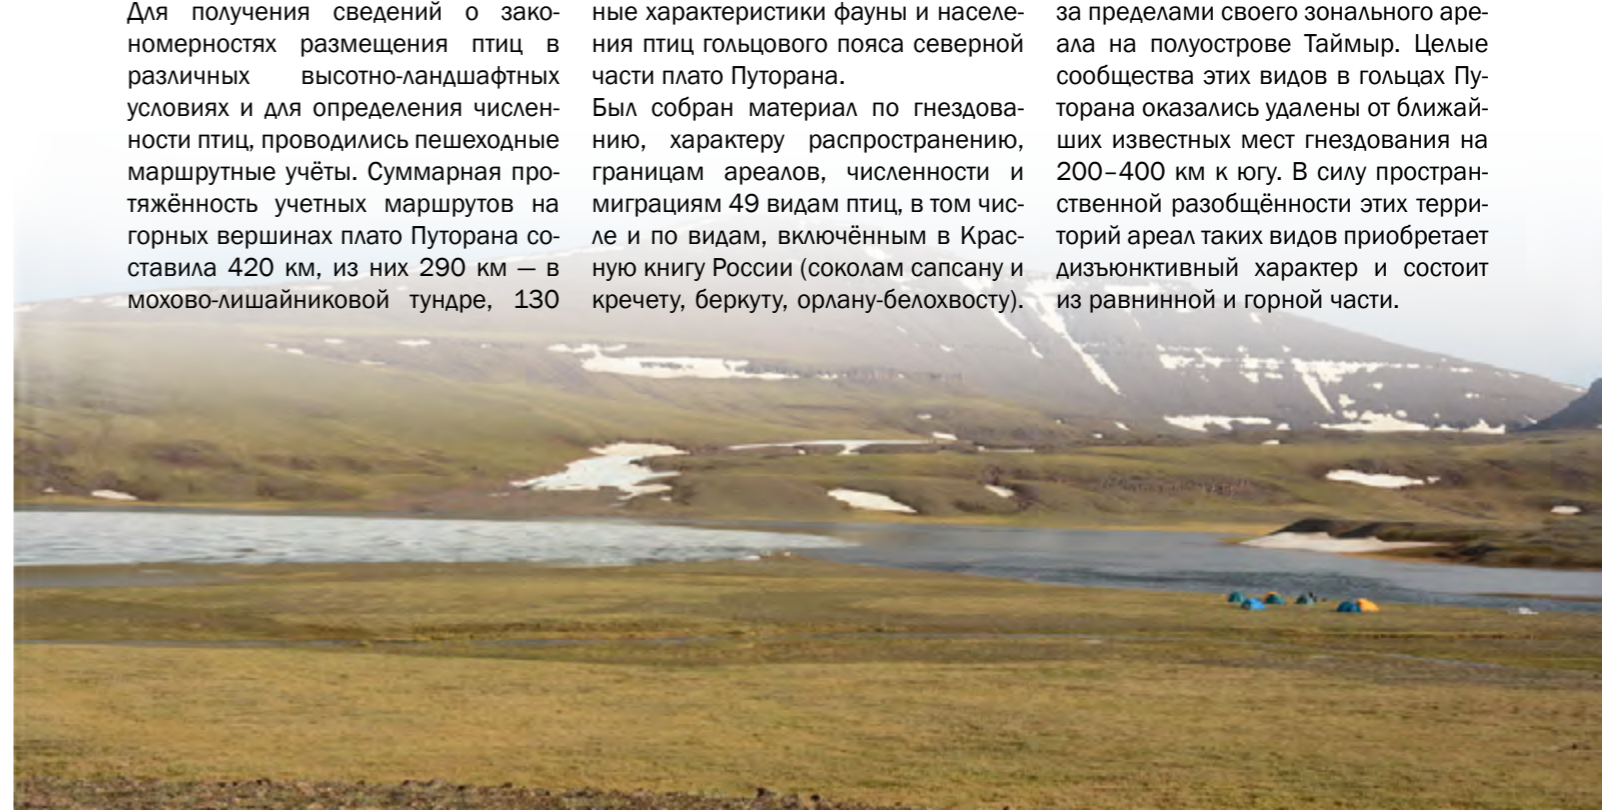 Для получения сведений о зако-
номерностях размещения птиц в
различных высотно-ландшафтных
условиях и для определения числен-
ности птиц, проводились пешеходные
маршрутные учёты. Суммарная про-
тяжённость учетных маршрутов на
горных вершинах плато Путорана со-
ставила 420 км, из них 290 км — в
мохово-лишайниковой тундре, 130
ные характеристики фауны и населе-
ния птиц гольцового пояса северной
части плато Путорана.
Был собран материал по гнездова-
нию, характеру распространению,
границам ареалов, численности и
миграциям 49 видам птиц, в том чис-
ле и по видам, включённым в Крас-
ную книгу России (соколам сапсану и
кречету, беркуту, орлану-белохвосту).
за пределами своего зонального аре-
ала на полуострове Таймыр. Целые
сообщества этих видов в гольцах Пу-
торана оказались удалены от ближай-
ших известных мест гнездования на
200–400 км к югу. В силу простран-
ственной разобщённости этих терри-
торий ареал таких видов приобретает
дизъюнктивный характер и состоит
из равнинной и горной части.